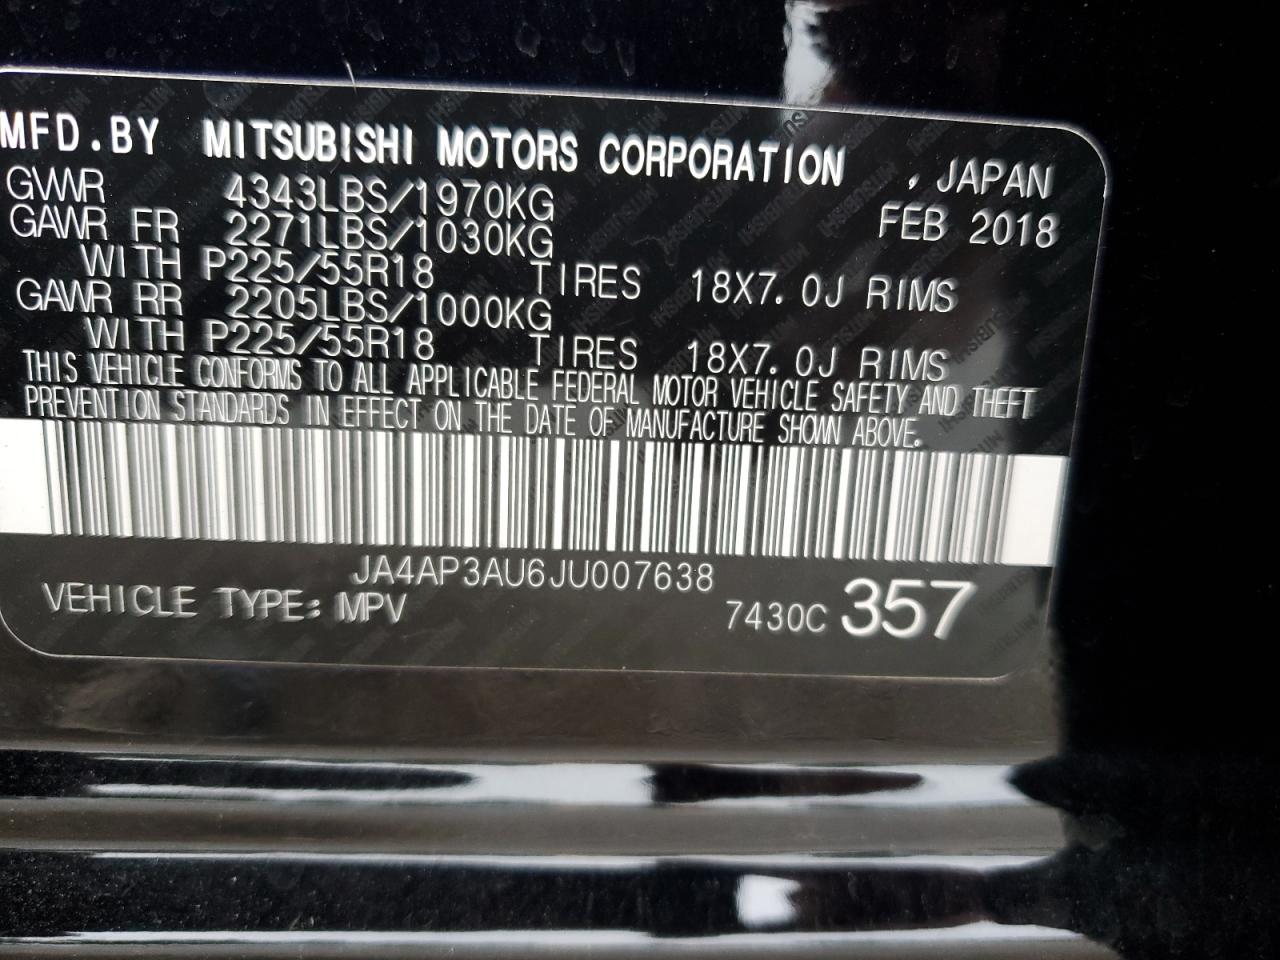 MFD.BY MITSUBISHI MOTORS CORPORATION , JAPAN
GVWR 4343LBS/1970KG FEB 2018
GAWR FR 2271LBS/1030KG
WITH P225/55R18 TIRES 18X7.0J RIMS
GAWR RR 2205LBS/1000KG
WITH P225/55R18 TIRES 18X7.0J RIMS
THIS VEHICLE CONFORMS TO ALL APPLICABLE FEDERAL MOTOR VEHICLE SAFETY AND THEFT
PREVENTION STANDARDS IN EFFECT ON THE DATE OF MANUFACTURE SHOWN ABOVE.
JA4AP3AU6JU007638
VEHICLE TYPE: MPV 7430C 357